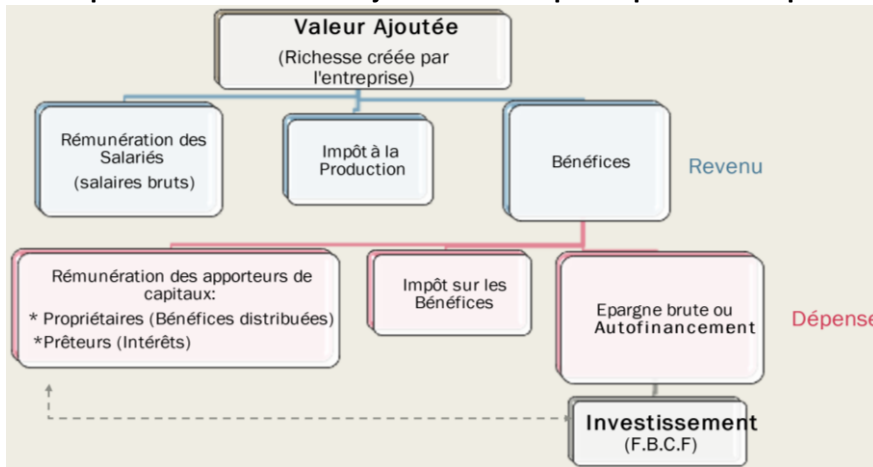 Valeur Ajoutée
(Richesse créée par
l'entreprise)
Rémunération des
Salariés
(salaires bruts)
Impôt à la
Production
Bénéfices
Revenu
Rémunération des apporteurs de
capitaux:
* Propriétaires (Bénéfices distribuées)
*Prêteurs (Intérêts)
Impôt sur les
Bénéfices
Epargne brute ou
Autofinancement
Dépense
Investissement
(F.B.C.F)